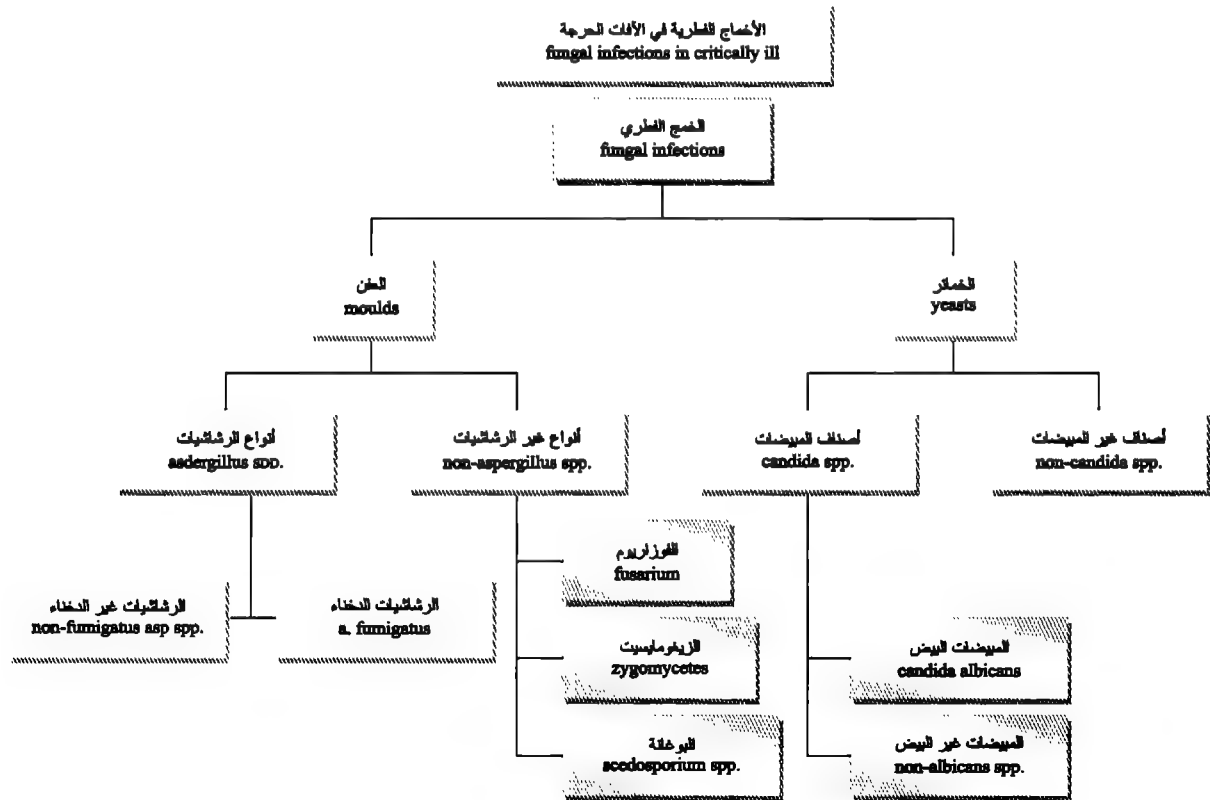 الأخماج الفطرية في الآفات الحرجة
fungal infections in critically ill
الخمج الفطري
fungal infections
العفن
moulds
الخمائر
yeasts
أنواع الرشاشيات
asdergillus spp.
أنواع غير الرشاشيات
non-aspergillus spp.
أصناف المبيضات
candida spp.
أصناف غير المبيضات
non-candida spp.
الفوزاريوم
fusarium
الرشاشيات غير الدخناء
non-fumigatus asp spp.
الرشاشيات الدخناء
a. fumigatus
الزيغومايسيت
zygomycetes
المبيضات البيض
candida albicans
البوغانة
scedosporium spp.
المبيضات غير البيض
non-albicans spp.